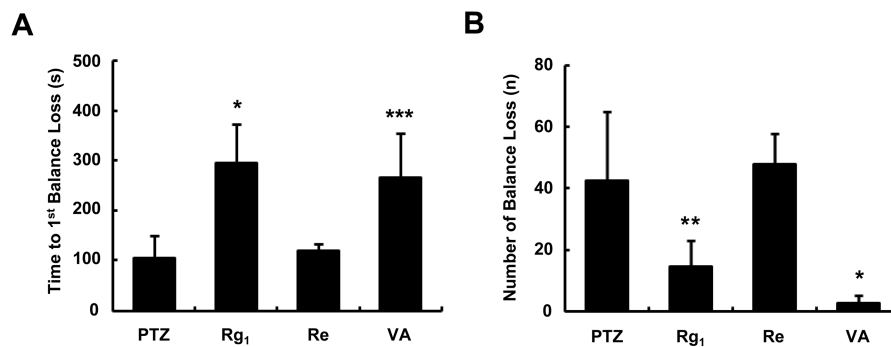 A
Time to 1st Balance Loss (s)
500
400
300
200
100
0
*
***
PTZ Rg1 Re VA
B
Number of Balance Loss (n)
80
60
40
20
0
**
*
PTZ Rg1 Re VA